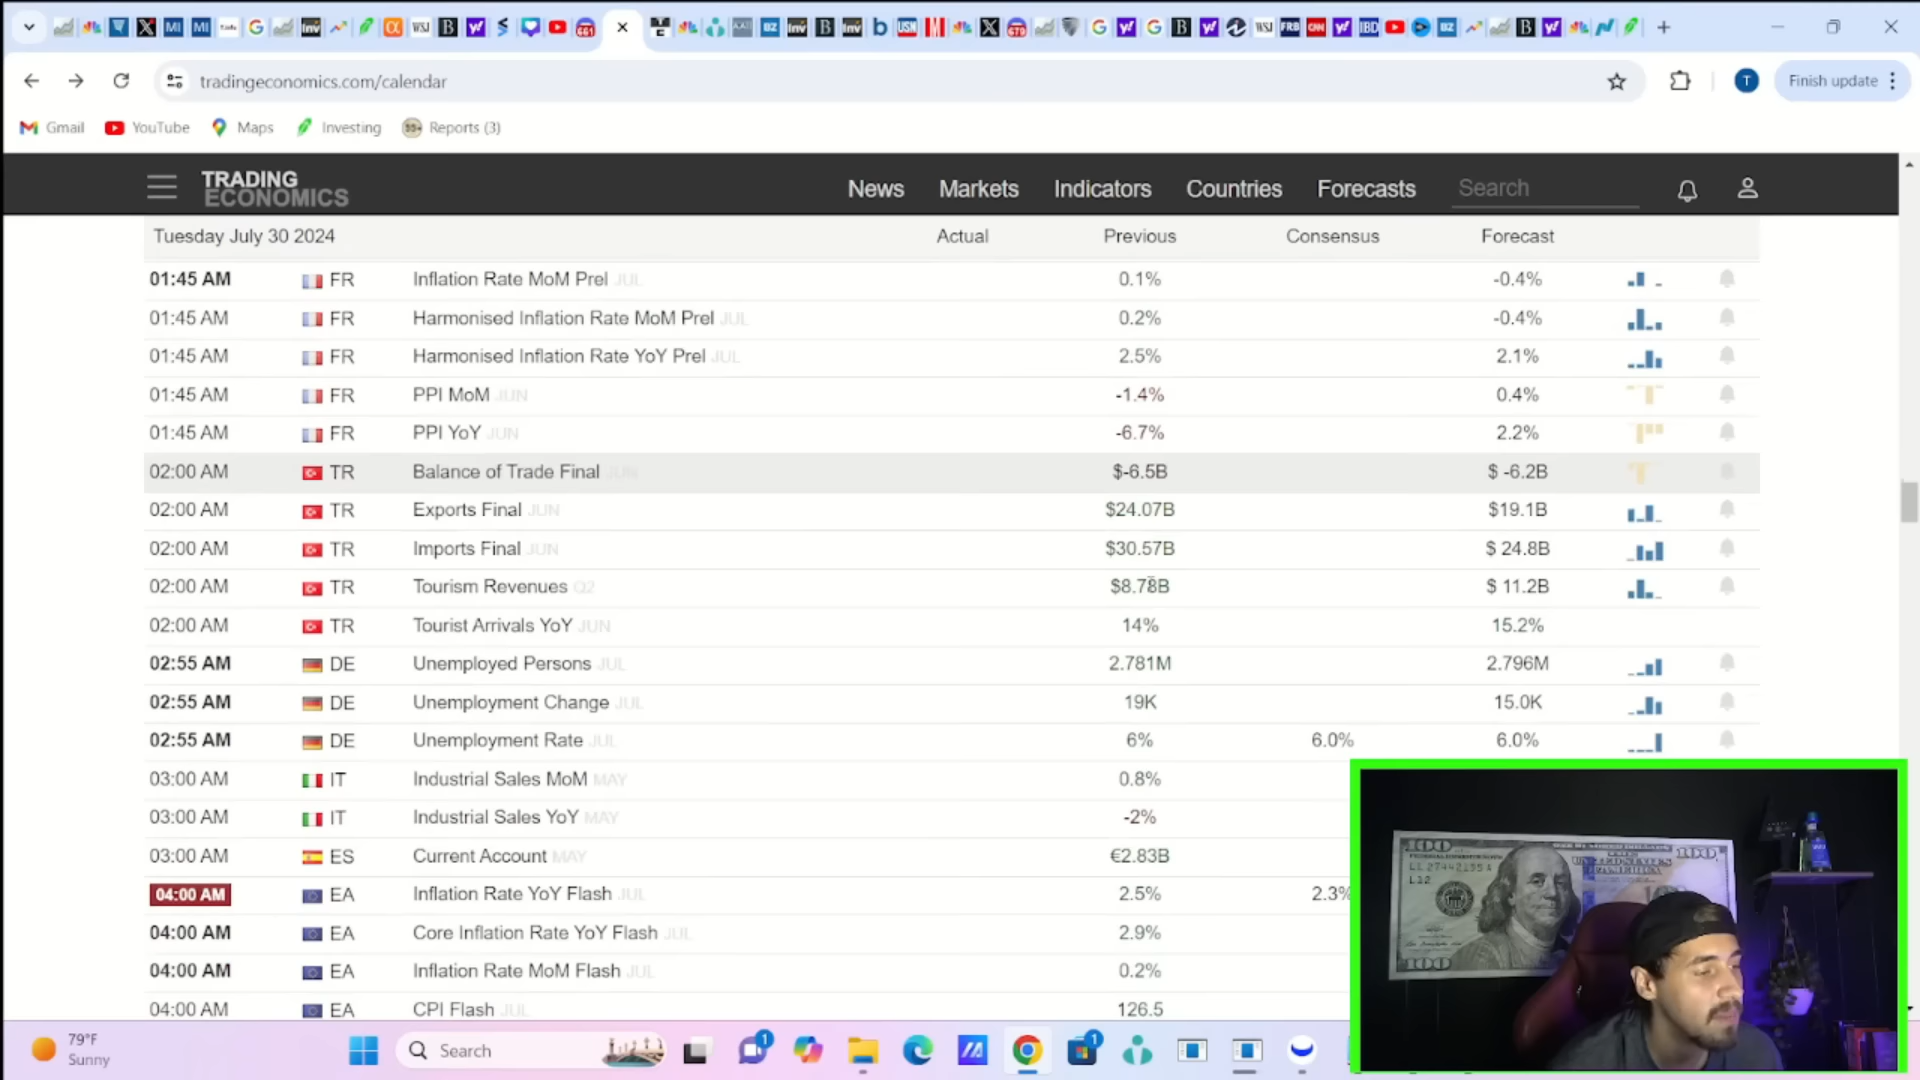 tradingeconomics.com/calendar
Finish update
T
Gmail
YouTube
Maps
Investing
Reports (3)
TRADING
ECONOMICS
News Markets Indicators Countries Forecasts Search
Tuesday July 30 2024 Actual Previous Consensus Forecast
01:45 AM FR Inflation Rate MoM Prel JUL 0.1% -0.4%
01:45 AM FR Harmonised Inflation Rate MoM Prel JUL 0.2% -0.4%
01:45 AM FR Harmonised Inflation Rate YoY Prel JUL 2.5% 2.1%
01:45 AM FR PPI MoM JUN -1.4% 0.4%
01:45 AM FR PPI YoY JUN -6.7% 2.2%
02:00 AM TR Balance of Trade Final JUN $-6.5B $ -6.2B
02:00 AM TR Exports Final JUN $24.07B $19.1B
02:00 AM TR Imports Final JUN $30.57B $ 24.8B
02:00 AM TR Tourism Revenues Q2 $8.78B $ 11.2B
02:00 AM TR Tourist Arrivals YoY JUN 14% 15.2%
02:55 AM DE Unemployed Persons JUL 2.781M 2.796M
02:55 AM DE Unemployment Change JUL 19K 15.0K
02:55 AM DE Unemployment Rate JUL 6% 6.0% 6.0%
03:00 AM IT Industrial Sales MoM MAY 0.8%
03:00 AM IT Industrial Sales YoY MAY -2%
03:00 AM ES Current Account MAY €2.83B
04:00 AM EA Inflation Rate YoY Flash JUL 2.5% 2.3%
04:00 AM EA Core Inflation Rate YoY Flash JUL 2.9%
04:00 AM EA Inflation Rate MoM Flash JUL 0.2%
04:00 AM EA CPI Flash JUL 126.5
100 100
100
79°F
Sunny
Search